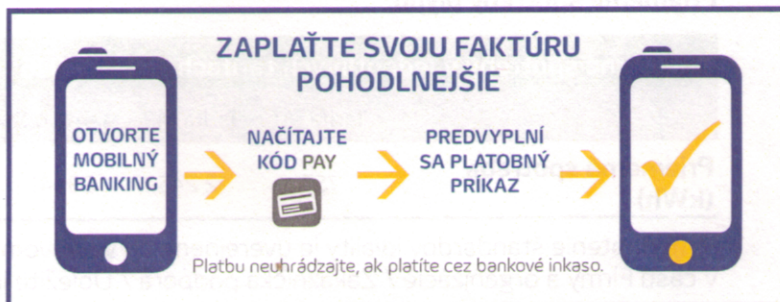 ZAPLAŤTE SVOJU FAKTÚRU
POHODLNEJŠIE
OTVORTE
MOBILNÝ
BANKING
NAČÍTAJTE
KÓD PAY
PREDVYPLNÍ
SA PLATOBNÝ
PRÍKAZ
Platbu neuhrádzajte, ak platíte cez bankové inkaso.